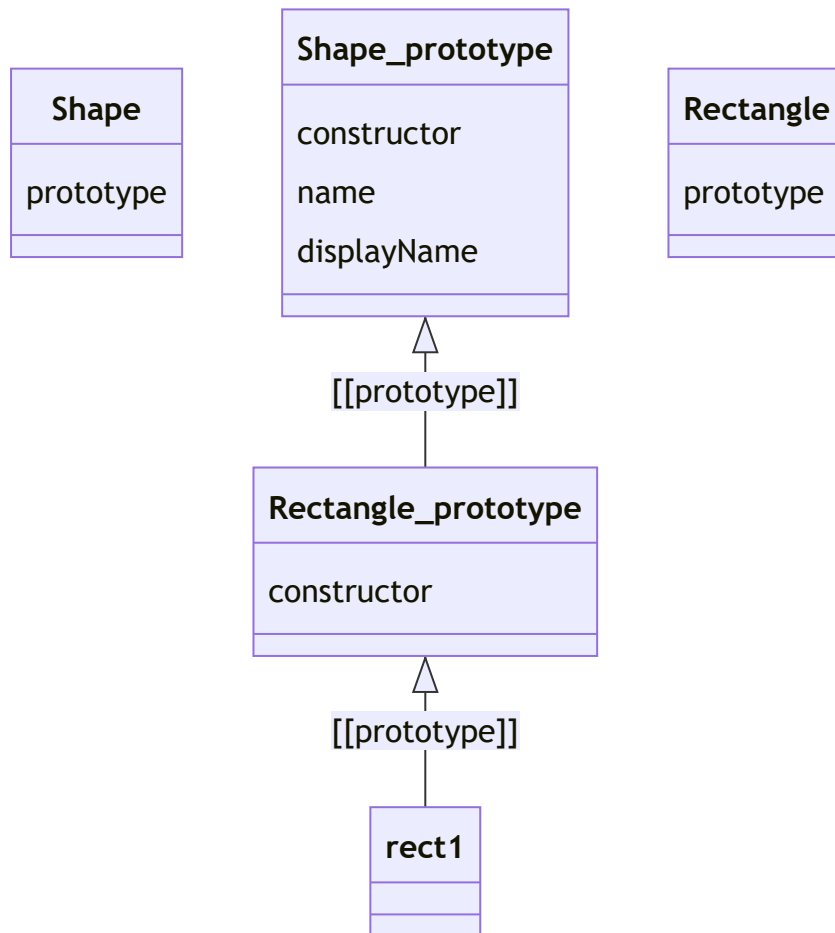 Shape
prototype
Shape_prototype
constructor
name
displayName
Rectangle
prototype
[[prototype]]
Rectangle_prototype
constructor
[[prototype]]
rect1